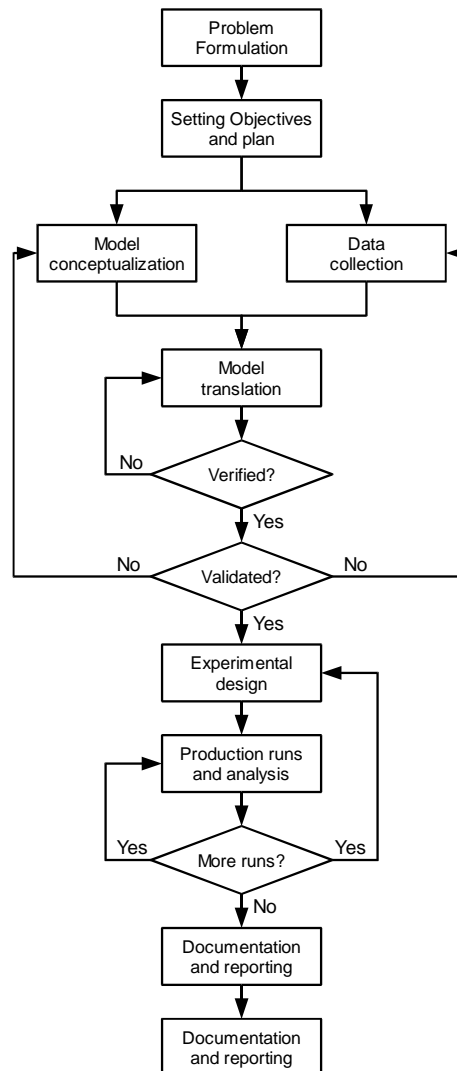 Problem
Formulation
Setting Objectives
and plan
Model
conceptualization
Data
collection
Model
translation
No
Verified?
Yes
No
Validated?
No
Yes
Experimental
design
Production runs
and analysis
Yes
More runs?
Yes
No
Documentation
and reporting
Documentation
and reporting